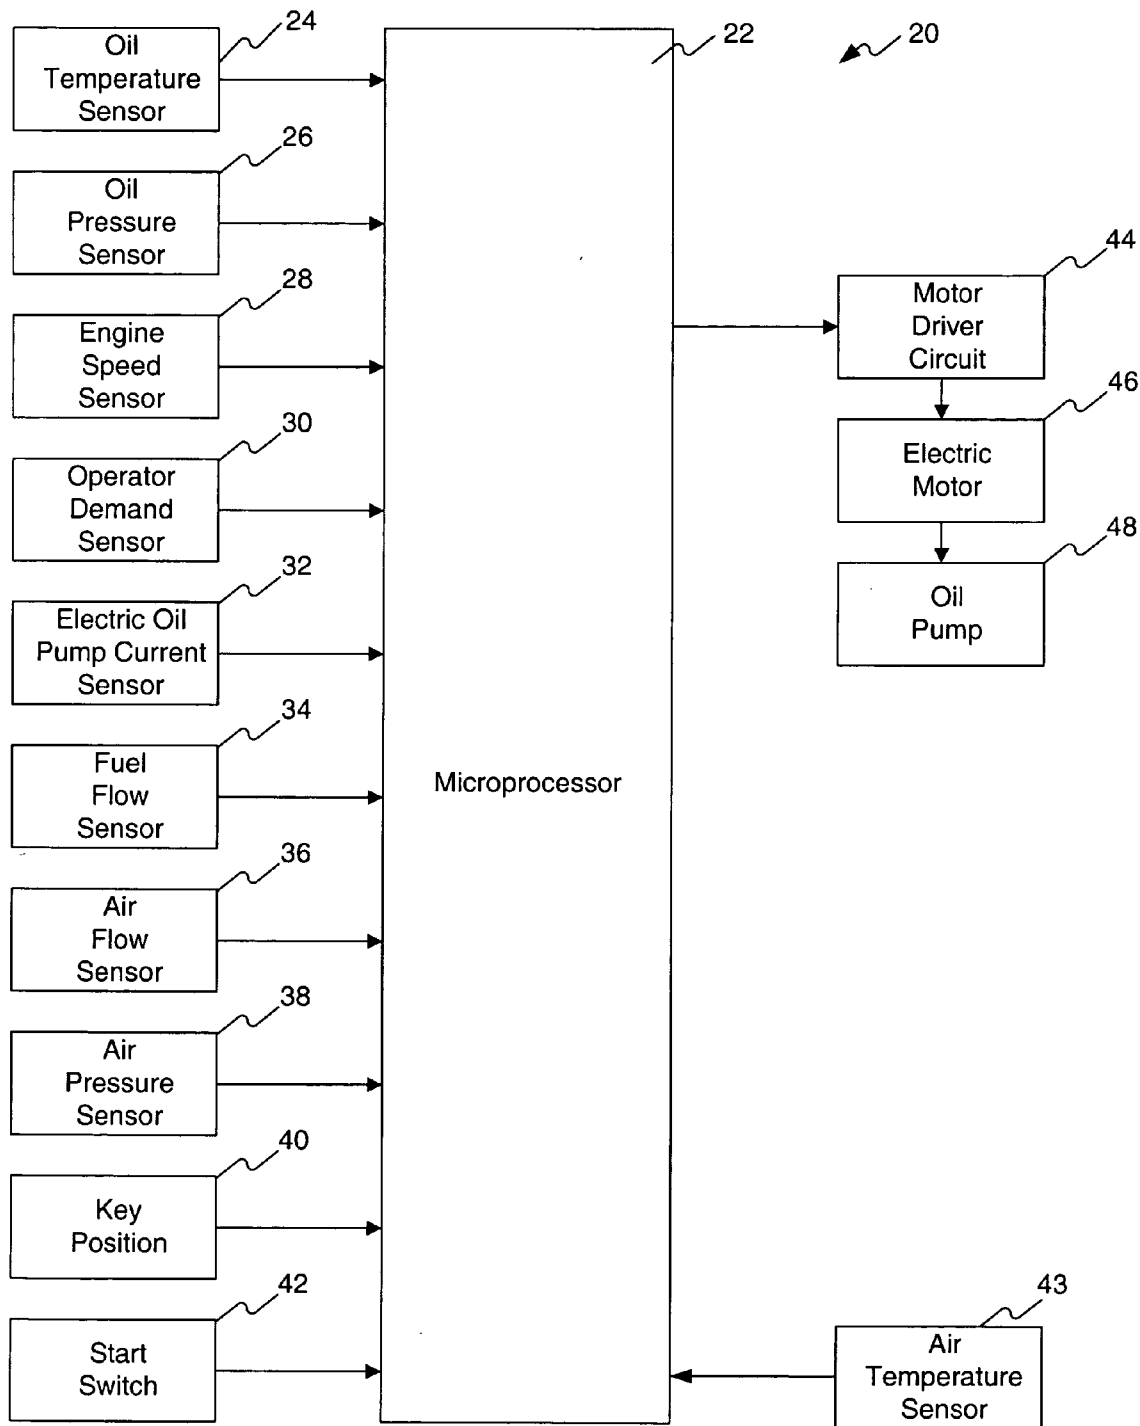 24
Oil
Temperature
Sensor
26
Oil
Pressure
Sensor
28
Engine
Speed
Sensor
30
Operator
Demand
Sensor
32
Electric Oil
Pump Current
Sensor
34
Fuel
Flow
Sensor
36
Air
Flow
Sensor
38
Air
Pressure
Sensor
40
Key
Position
42
Start
Switch
22
Microprocessor
20
44
Motor
Driver
Circuit
46
Electric
Motor
48
Oil
Pump
43
Air
Temperature
Sensor